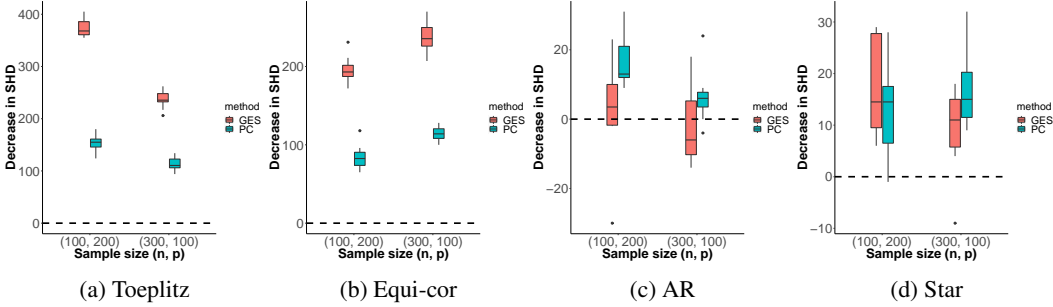 Decrease in SHD
400
300
200
100
0
(100, 200)
(300, 100)
Sample size (n, p)
method
GES
PC
(a) Toeplitz
Decrease in SHD
200
100
0
(100, 200)
(300, 100)
Sample size (n, p)
method
GES
PC
(b) Equi-cor
Decrease in SHD
20
0
−20
(100, 200)
(300, 100)
Sample size (n, p)
method
GES
PC
(c) AR
Decrease in SHD
30
20
10
0
−10
(100, 200)
(300, 100)
Sample size (n, p)
method
GES
PC
(d) Star